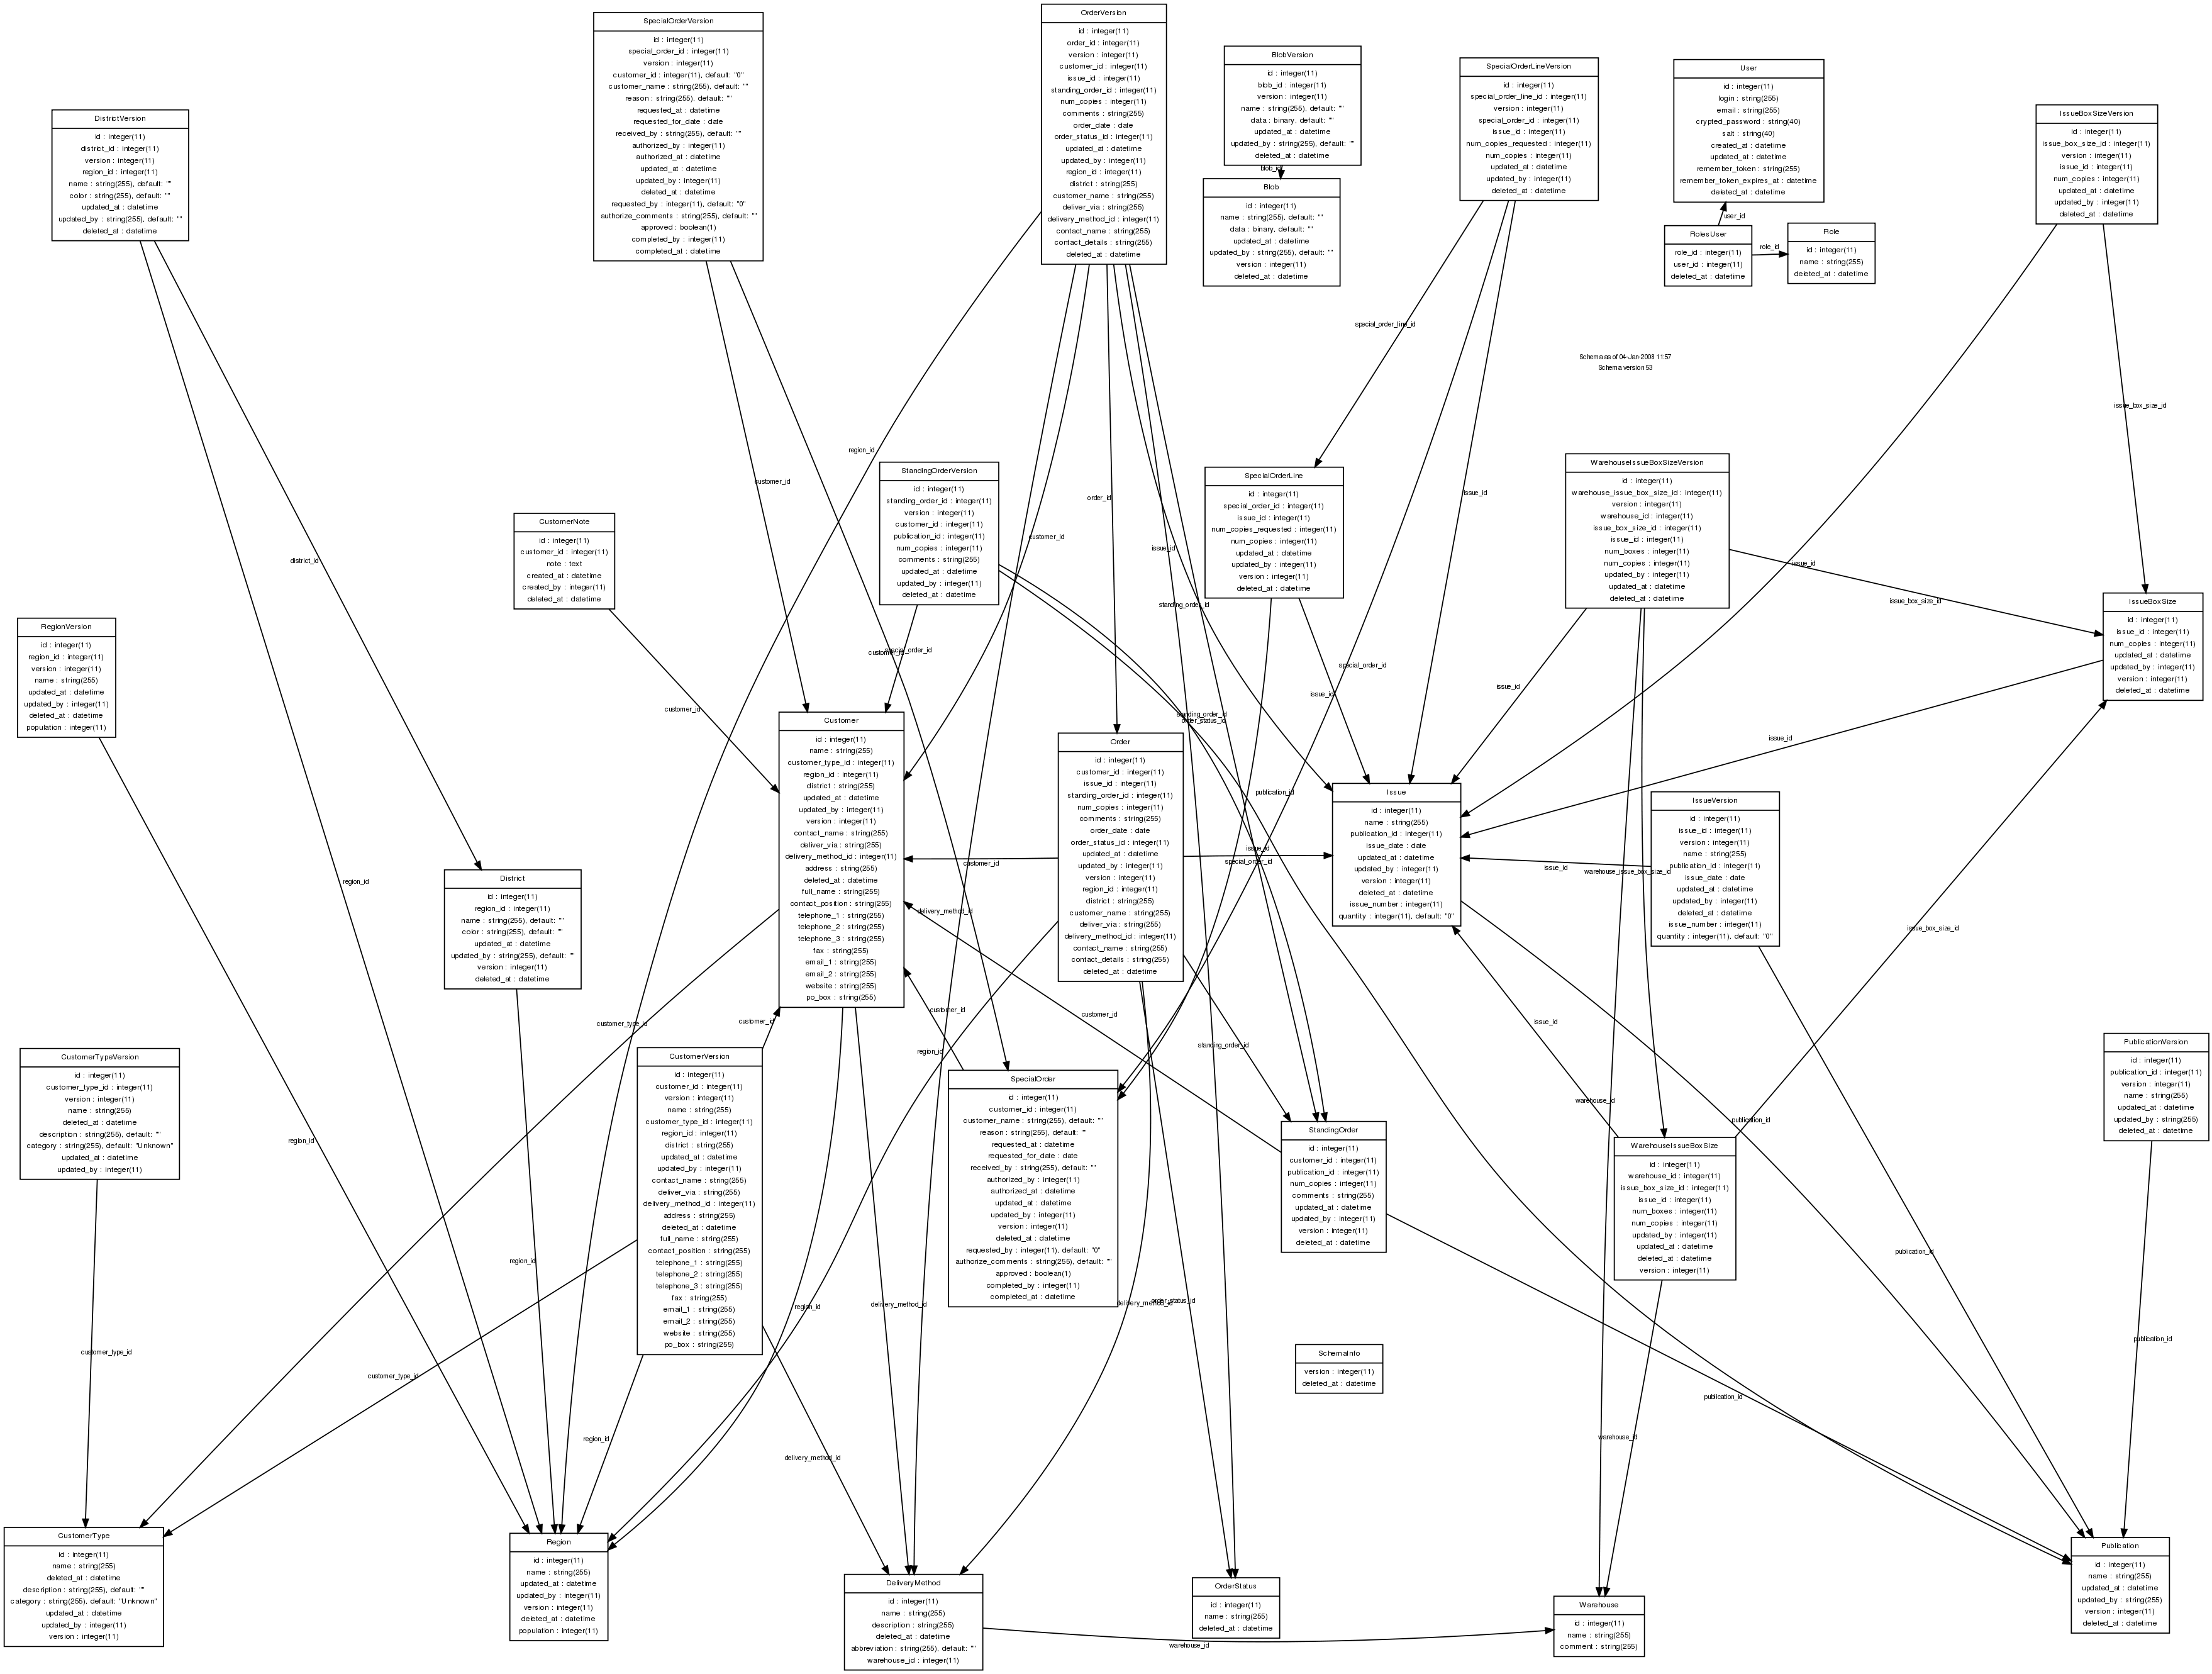 SpecialOrderVersion
id : integer(11)
special_order_id : integer(11)
version : integer(11)
customer_id : integer(11), default: "0"
customer_name : string(255), default: ""
reason : string(255), default: ""
requested_at : datetime
requested_for_date : date
received_by : string(255), default: ""
authorized_by : integer(11)
authorized_at : datetime
updated_at : datetime
updated_by : integer(11)
deleted_at : datetime
requested_by : integer(11), default: "0"
authorize_comments : string(255), default: ""
approved : boolean(1)
completed_by : integer(11)
completed_at : datetime
OrderVersion
id : integer(11)
order_id : integer(11)
version : integer(11)
customer_id : integer(11)
issue_id : integer(11)
standing_order_id : integer(11)
num_copies : integer(11)
comments : string(255)
order_date : date
order_status_id : integer(11)
updated_at : datetime
updated_by : integer(11)
region_id : integer(11)
district : string(255)
customer_name : string(255)
deliver_via : string(255)
delivery_method_id : integer(11)
contact_name : string(255)
contact_details : string(255)
deleted_at : datetime
BlobVersion
id : integer(11)
blob_id : integer(11)
version : integer(11)
name : string(255), default: ""
data : binary, default: ""
updated_at : datetime
updated_by : string(255), default: ""
deleted_at : datetime
blob_id
Blob
id : integer(11)
name : string(255), default: ""
data : binary, default: ""
updated_at : datetime
updated_by : string(255), default: ""
version : integer(11)
deleted_at : datetime
SpecialOrderLineVersion
id : integer(11)
special_order_line_id : integer(11)
version : integer(11)
special_order_id : integer(11)
issue_id : integer(11)
num_copies_requested : integer(11)
num_copies : integer(11)
updated_at : datetime
updated_by : integer(11)
deleted_at : datetime
User
id : integer(11)
login : string(255)
email : string(255)
crypted_password : string(40)
salt : string(40)
created_at : datetime
updated_at : datetime
remember_token : string(255)
remember_token_expires_at : datetime
deleted_at : datetime
user_id
RolesUser
role_id : integer(11)
user_id : integer(11)
deleted_at : datetime
role_id
Role
id : integer(11)
name : string(255)
deleted_at : datetime
IssueBoxSizeVersion
id : integer(11)
issue_box_size_id : integer(11)
version : integer(11)
issue_id : integer(11)
num_copies : integer(11)
updated_at : datetime
updated_by : integer(11)
deleted_at : datetime
DistrictVersion
id : integer(11)
district_id : integer(11)
version : integer(11)
region_id : integer(11)
name : string(255), default: ""
color : string(255), default: ""
updated_at : datetime
updated_by : string(255), default: ""
deleted_at : datetime
special_order_line_id
Schema as of 04-Jan-2008 11:57
Schema version 53
issue_box_size_id
region_id
customer_id
order_id
issue_id
customer_id
issue_id
district_id
issue_id
StandingOrderVersion
id : integer(11)
standing_order_id : integer(11)
version : integer(11)
customer_id : integer(11)
publication_id : integer(11)
num_copies : integer(11)
comments : string(255)
updated_at : datetime
updated_by : integer(11)
deleted_at : datetime
SpecialOrderLine
id : integer(11)
special_order_id : integer(11)
issue_id : integer(11)
num_copies_requested : integer(11)
num_copies : integer(11)
updated_at : datetime
updated_by : integer(11)
version : integer(11)
deleted_at : datetime
WarehouseIssueBoxSizeVersion
id : integer(11)
warehouse_issue_box_size_id : integer(11)
version : integer(11)
warehouse_id : integer(11)
issue_box_size_id : integer(11)
issue_id : integer(11)
num_boxes : integer(11)
num_copies : integer(11)
updated_by : integer(11)
updated_at : datetime
deleted_at : datetime
CustomerNote
id : integer(11)
customer_id : integer(11)
note : text
created_at : datetime
created_by : integer(11)
deleted_at : datetime
IssueBoxSize
id : integer(11)
issue_id : integer(11)
num_copies : integer(11)
updated_at : datetime
updated_by : integer(11)
version : integer(11)
deleted_at : datetime
RegionVersion
id : integer(11)
region_id : integer(11)
version : integer(11)
name : string(255)
updated_at : datetime
updated_by : integer(11)
deleted_at : datetime
population : integer(11)
issue_box_size_id
standing_order_id
customer_id
special_order_id
special_order_id
issue_id
issue_id
customer_id
standing_order_id
order_status_id
issue_id
publication_id
Customer
id : integer(11)
name : string(255)
customer_type_id : integer(11)
region_id : integer(11)
district : string(255)
updated_at : datetime
updated_by : integer(11)
version : integer(11)
contact_name : string(255)
deliver_via : string(255)
delivery_method_id : integer(11)
address : string(255)
deleted_at : datetime
full_name : string(255)
contact_position : string(255)
telephone_1 : string(255)
telephone_2 : string(255)
telephone_3 : string(255)
fax : string(255)
email_1 : string(255)
email_2 : string(255)
website : string(255)
po_box : string(255)
Order
id : integer(11)
customer_id : integer(11)
issue_id : integer(11)
standing_order_id : integer(11)
num_copies : integer(11)
comments : string(255)
order_date : date
order_status_id : integer(11)
updated_at : datetime
updated_by : integer(11)
version : integer(11)
region_id : integer(11)
district : string(255)
customer_name : string(255)
deliver_via : string(255)
delivery_method_id : integer(11)
contact_name : string(255)
contact_details : string(255)
deleted_at : datetime
Issue
id : integer(11)
name : string(255)
publication_id : integer(11)
issue_date : date
updated_at : datetime
updated_by : integer(11)
version : integer(11)
deleted_at : datetime
issue_number : integer(11)
quantity : integer(11), default: "0"
IssueVersion
id : integer(11)
issue_id : integer(11)
version : integer(11)
name : string(255)
publication_id : integer(11)
issue_date : date
updated_at : datetime
updated_by : integer(11)
deleted_at : datetime
issue_number : integer(11)
quantity : integer(11), default: "0"
customer_id
issue_id
special_order_id
issue_id
warehouse_issue_box_size_id
region_id
delivery_method_id
issue_box_size_id
District
id : integer(11)
region_id : integer(11)
name : string(255), default: ""
color : string(255), default: ""
updated_at : datetime
updated_by : string(255), default: ""
version : integer(11)
deleted_at : datetime
customer_type_id
customer_id
customer_id
customer_id
issue_id
region_id
standing_order_id
CustomerTypeVersion
id : integer(11)
customer_type_id : integer(11)
version : integer(11)
name : string(255)
deleted_at : datetime
description : string(255), default: ""
category : string(255), default: "Unknown"
updated_at : datetime
updated_by : integer(11)
CustomerVersion
id : integer(11)
customer_id : integer(11)
version : integer(11)
name : string(255)
customer_type_id : integer(11)
region_id : integer(11)
district : string(255)
updated_at : datetime
updated_by : integer(11)
contact_name : string(255)
deliver_via : string(255)
delivery_method_id : integer(11)
address : string(255)
deleted_at : datetime
full_name : string(255)
contact_position : string(255)
telephone_1 : string(255)
telephone_2 : string(255)
telephone_3 : string(255)
fax : string(255)
email_1 : string(255)
email_2 : string(255)
website : string(255)
po_box : string(255)
SpecialOrder
id : integer(11)
customer_id : integer(11)
customer_name : string(255), default: ""
reason : string(255), default: ""
requested_at : datetime
requested_for_date : date
received_by : string(255), default: ""
authorized_by : integer(11)
authorized_at : datetime
updated_at : datetime
updated_by : integer(11)
version : integer(11)
deleted_at : datetime
requested_by : integer(11), default: "0"
authorize_comments : string(255), default: ""
approved : boolean(1)
completed_by : integer(11)
completed_at : datetime
StandingOrder
id : integer(11)
customer_id : integer(11)
publication_id : integer(11)
num_copies : integer(11)
comments : string(255)
updated_at : datetime
updated_by : integer(11)
version : integer(11)
deleted_at : datetime
WarehouseIssueBoxSize
id : integer(11)
warehouse_id : integer(11)
issue_box_size_id : integer(11)
issue_id : integer(11)
num_boxes : integer(11)
num_copies : integer(11)
updated_by : integer(11)
updated_at : datetime
deleted_at : datetime
version : integer(11)
PublicationVersion
id : integer(11)
publication_id : integer(11)
version : integer(11)
name : string(255)
updated_at : datetime
updated_by : string(255)
deleted_at : datetime
warehouse_id
publication_id
region_id
region_id
publication_id
region_id
delivery_method_id
delivery_method_id
order_status_id
publication_id
customer_type_id
customer_type_id
SchemaInfo
version : integer(11)
deleted_at : datetime
publication_id
region_id
delivery_method_id
warehouse_id
CustomerType
id : integer(11)
name : string(255)
deleted_at : datetime
description : string(255), default: ""
category : string(255), default: "Unknown"
updated_at : datetime
updated_by : integer(11)
version : integer(11)
Region
id : integer(11)
name : string(255)
updated_at : datetime
updated_by : integer(11)
version : integer(11)
deleted_at : datetime
population : integer(11)
DeliveryMethod
id : integer(11)
name : string(255)
description : string(255)
deleted_at : datetime
abbreviation : string(255), default: ""
warehouse_id : integer(11)
warehouse_id
OrderStatus
id : integer(11)
name : string(255)
deleted_at : datetime
Warehouse
id : integer(11)
name : string(255)
comment : string(255)
Publication
id : integer(11)
name : string(255)
updated_at : datetime
updated_by : string(255)
version : integer(11)
deleted_at : datetime